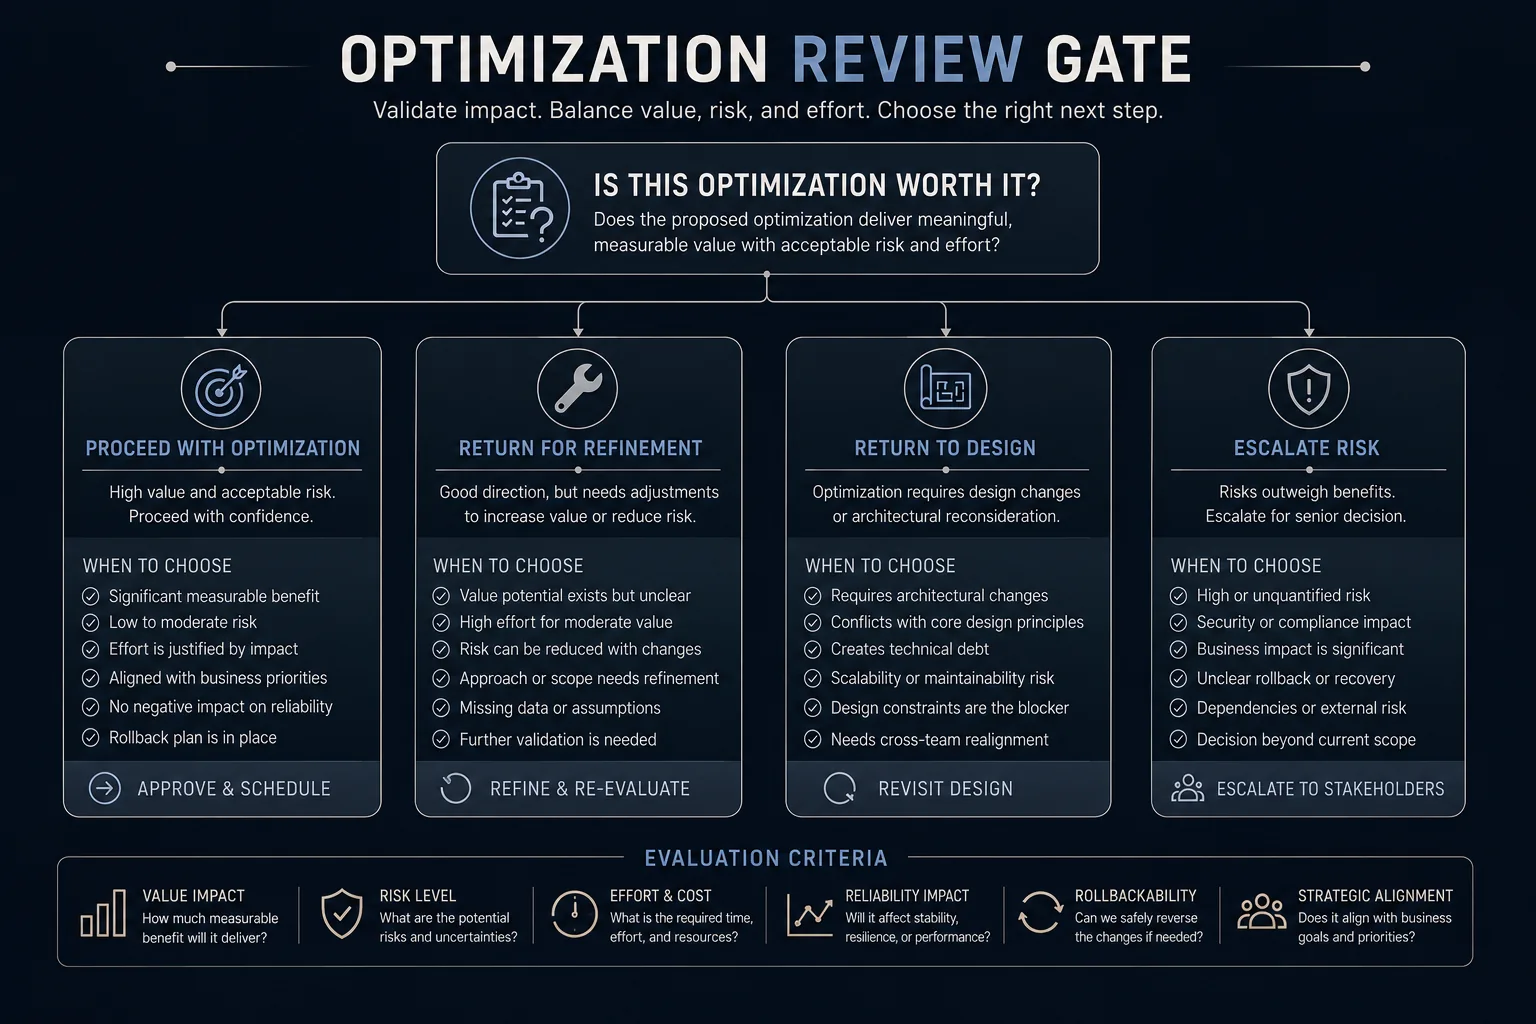 OPTIMIZATION REVIEW GATE
Validate impact. Balance value, risk, and effort. Choose the right next step.
IS THIS OPTIMIZATION WORTH IT?
Does the proposed optimization deliver meaningful,
measurable value with acceptable risk and effort?
PROCEED WITH OPTIMIZATION
High value and acceptable risk.
Proceed with confidence.
WHEN TO CHOOSE
Significant measurable benefit
Low to moderate risk
Effort is justified by impact
Aligned with business priorities
No negative impact on reliability
Rollback plan is in place
APPROVE & SCHEDULE
RETURN FOR REFINEMENT
Good direction, but needs adjustments
to increase value or reduce risk.
WHEN TO CHOOSE
Value potential exists but unclear
High effort for moderate value
Risk can be reduced with changes
Approach or scope needs refinement
Missing data or assumptions
Further validation is needed
REFINE & RE-EVALUATE
RETURN TO DESIGN
Optimization requires design changes
or architectural reconsideration.
WHEN TO CHOOSE
Requires architectural changes
Conflicts with core design principles
Creates technical debt
Scalability or maintainability risk
Design constraints are the blocker
Needs cross-team realignment
REVISIT DESIGN
ESCALATE RISK
Risks outweigh benefits.
Escalate for senior decision.
WHEN TO CHOOSE
High or unquantified risk
Security or compliance impact
Business impact is significant
Unclear rollback or recovery
Dependencies or external risk
Decision beyond current scope
ESCALATE TO STAKEHOLDERS
EVALUATION CRITERIA
VALUE IMPACT
How much measurable
benefit will it deliver?
RISK LEVEL
What are the potential
risks and uncertainties?
EFFORT & COST
What is the required time,
effort, and resources?
RELIABILITY IMPACT
Will it affect stability,
resilience, or performance?
ROLLBACKABILITY
Can we safely reverse
the changes if needed?
STRATEGIC ALIGNMENT
Does it align with business
goals and priorities?